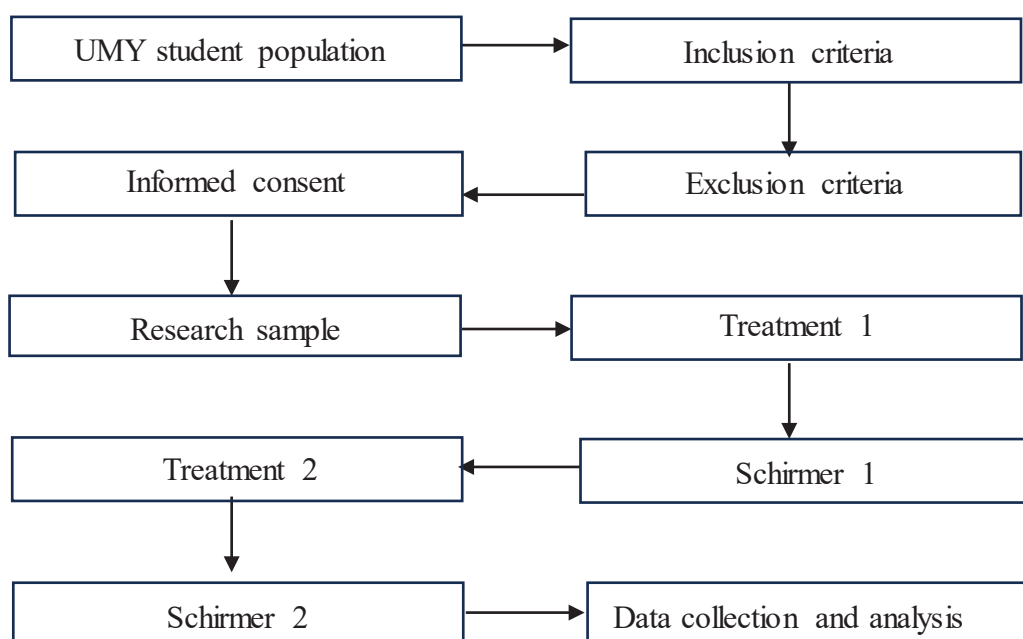 UMY student population
Inclusion criteria
Exclusion criteria
Informed consent
Research sample
Treatment 1
Schirmer 1
Treatment 2
Schirmer 2
Data collection and analysis